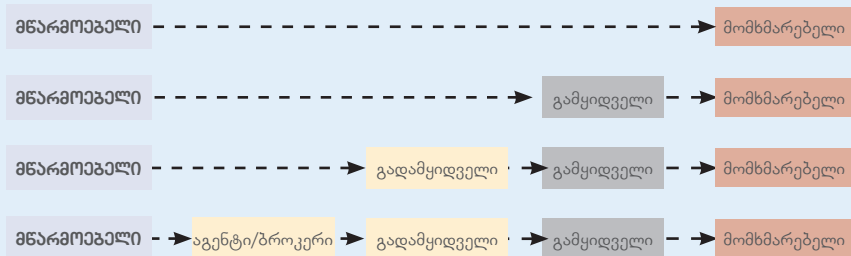 მწარმოებელი მომხმარებელი
მწარმოებელი გამყიდველი მომხმარებელი
მწარმოებელი გადამყიდველი გამყიდველი მომხმარებელი
მწარმოებელი აგენტი/ბროკერი გადამყიდველი გამყიდველი მომხმარებელი